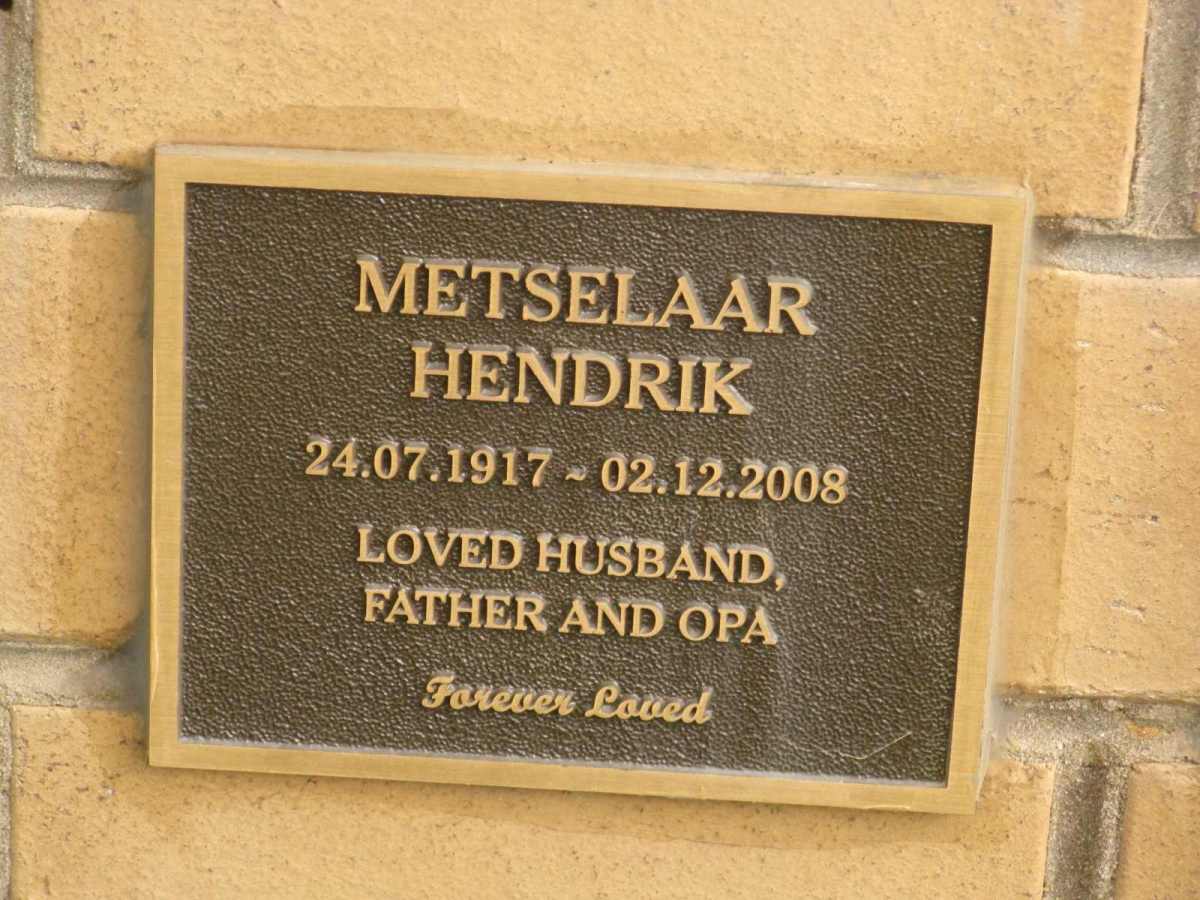 METSELAAR
HENDRIK
24.07.1917 ~ 02.12.2008
LOVED HUSBAND,
FATHER AND OPA
Forever Loved